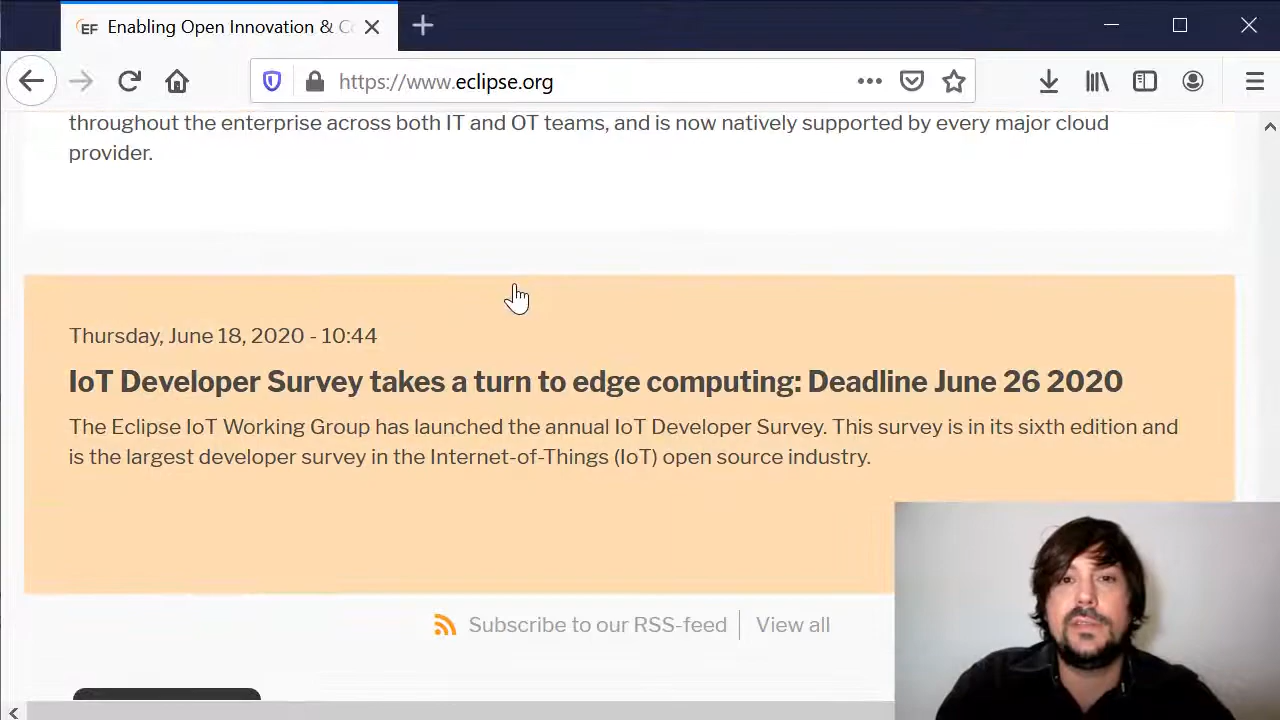 EF Enabling Open Innovation & C
https://www.eclipse.org
throughout the enterprise across both IT and OT teams, and is now natively supported by every major cloud
provider.
Thursday, June 18, 2020 - 10:44
IoT Developer Survey takes a turn to edge computing: Deadline June 26 2020
The Eclipse IoT Working Group has launched the annual IoT Developer Survey. This survey is in its sixth edition and
is the largest developer survey in the Internet-of-Things (IoT) open source industry.
Subscribe to our RSS-feed
View all